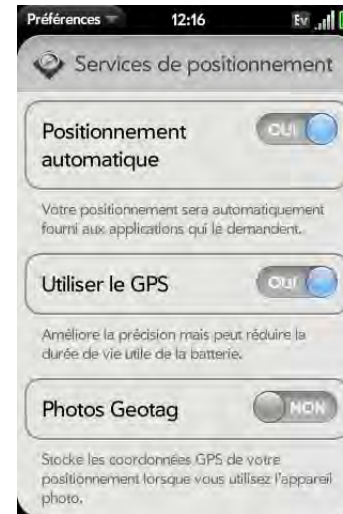 Préférences 12:16 Ev
Services de positionnement
Positionnement OUI
automatique
Votre positionnement sera automatiquement
fourni aux applications qui le demandent.
Utiliser le GPS OUI
Améliore la précision mais peut réduire la
durée de vie utile de la batterie.
Photos Geotag NON
Stocke les coordonnées GPS de votre
positionnement lorsque vous utilisez l'appareil
photo.